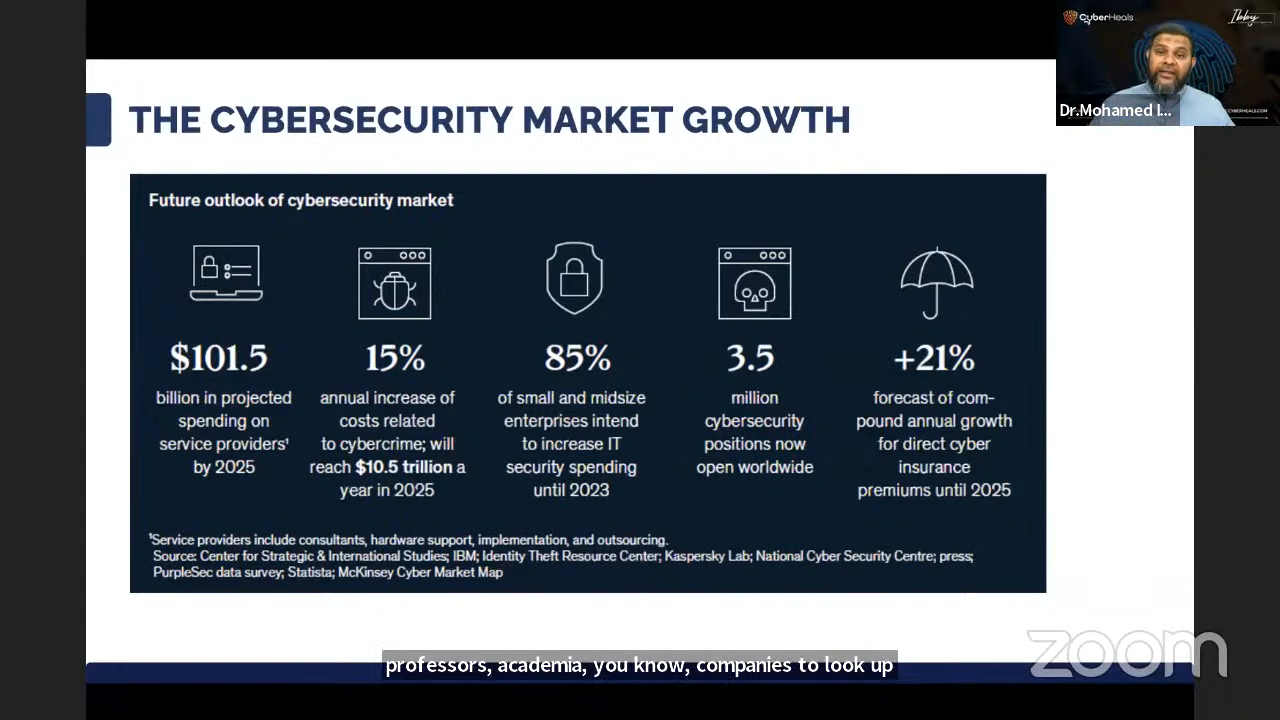 CyberHeals
Ibby
CYBERHEALS.COM
Dr.Mohamed I...
THE CYBERSECURITY MARKET GROWTH
Future outlook of cybersecurity market
$101.5
billion in projected
spending on
service providers¹
by 2025
15%
annual increase of
costs related
to cybercrime; will
reach $10.5 trillion a
year in 2025
85%
of small and midsize
enterprises intend
to increase IT
security spending
until 2023
3.5
million
cybersecurity
positions now
open worldwide
+21%
forecast of com-
pound annual growth
for direct cyber
insurance
premiums until 2025
¹Service providers include consultants, hardware support, implementation, and outsourcing.
Source: Center for Strategic & International Studies; IBM; Identity Theft Resource Center; Kaspersky Lab; National Cyber Security Centre; press;
PurpleSec data survey; Statista; McKinsey Cyber Market Map
zoom
professors, academia, you know, companies to look up